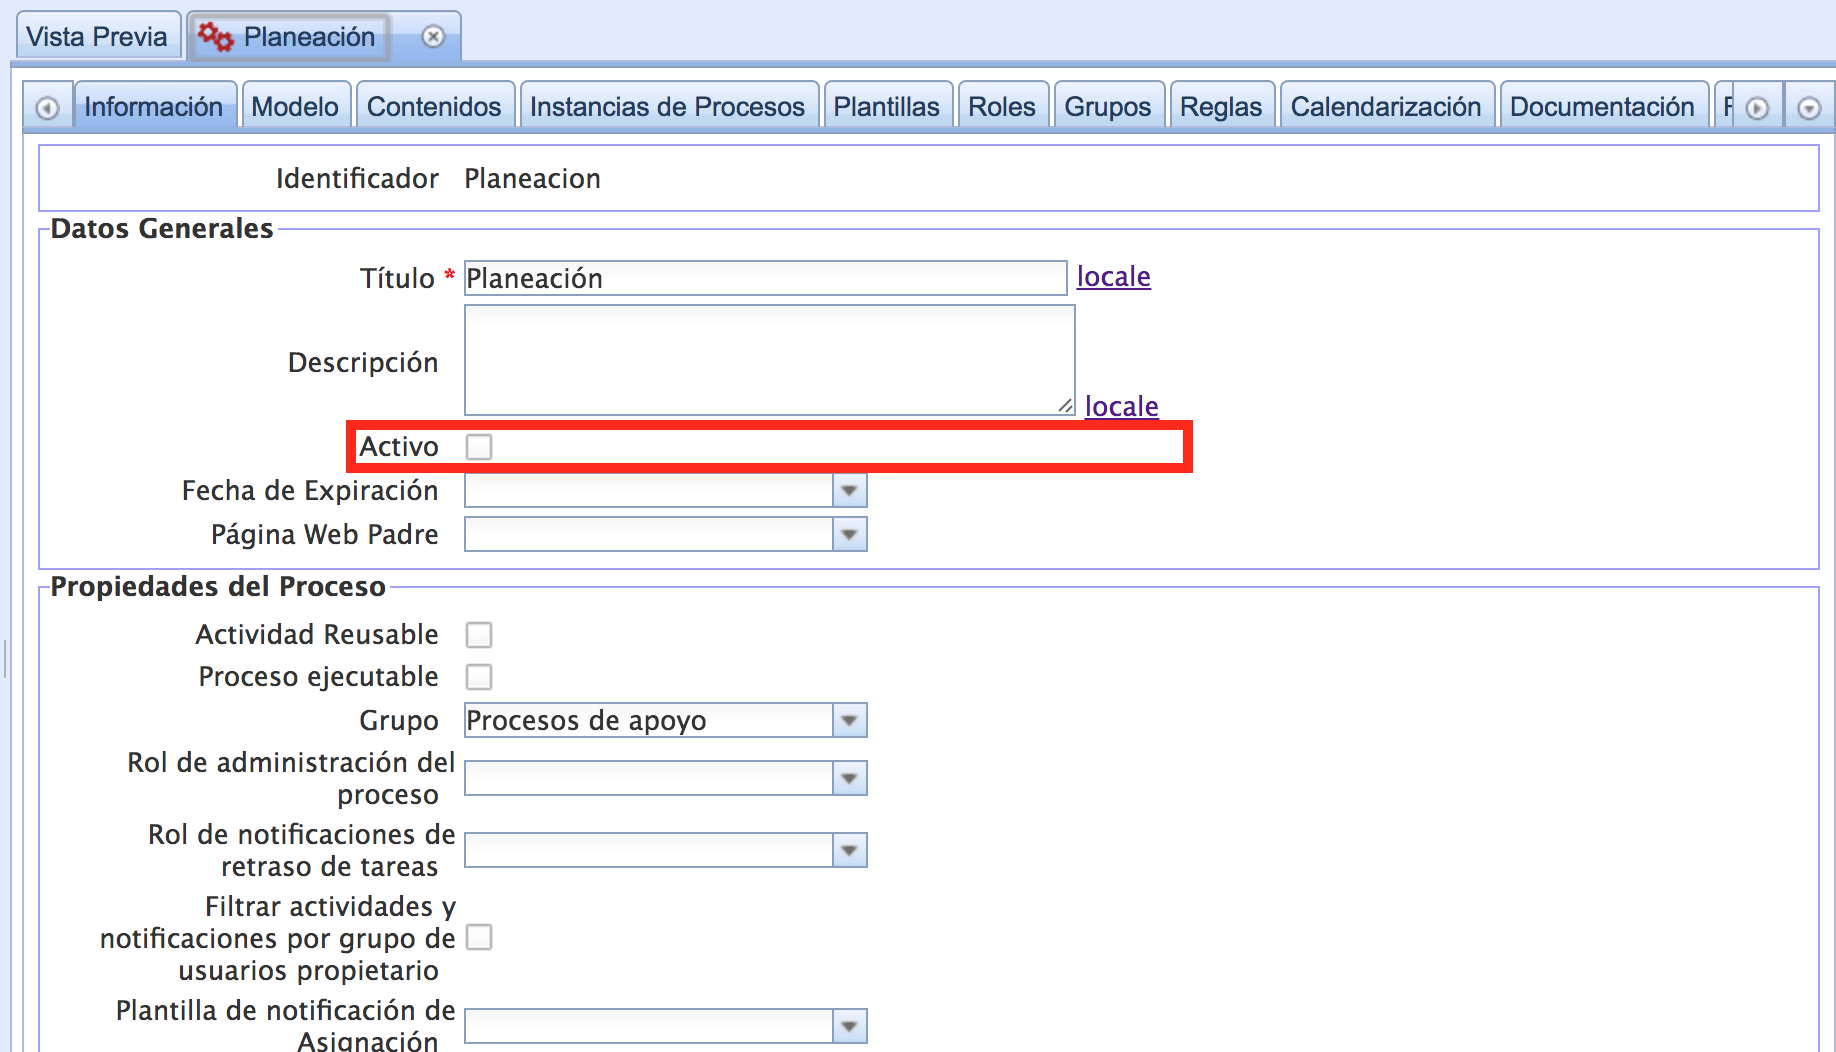 Vista Previa
Planeación
Información
Modelo
Contenidos
Instancias de Procesos
Plantillas
Roles
Grupos
Reglas
Calendarización
Documentación
Identificador
Planeacion
Datos Generales
Título *
Planeación
locale
Descripción
locale
Activo
Fecha de Expiración
Página Web Padre
Propiedades del Proceso
Actividad Reusable
Proceso ejecutable
Grupo
Procesos de apoyo
Rol de administración del
proceso
Rol de notificaciones de
retraso de tareas
Filtrar actividades y
notificaciones por grupo de
usuarios propietario
Plantilla de notificación de
Asignación